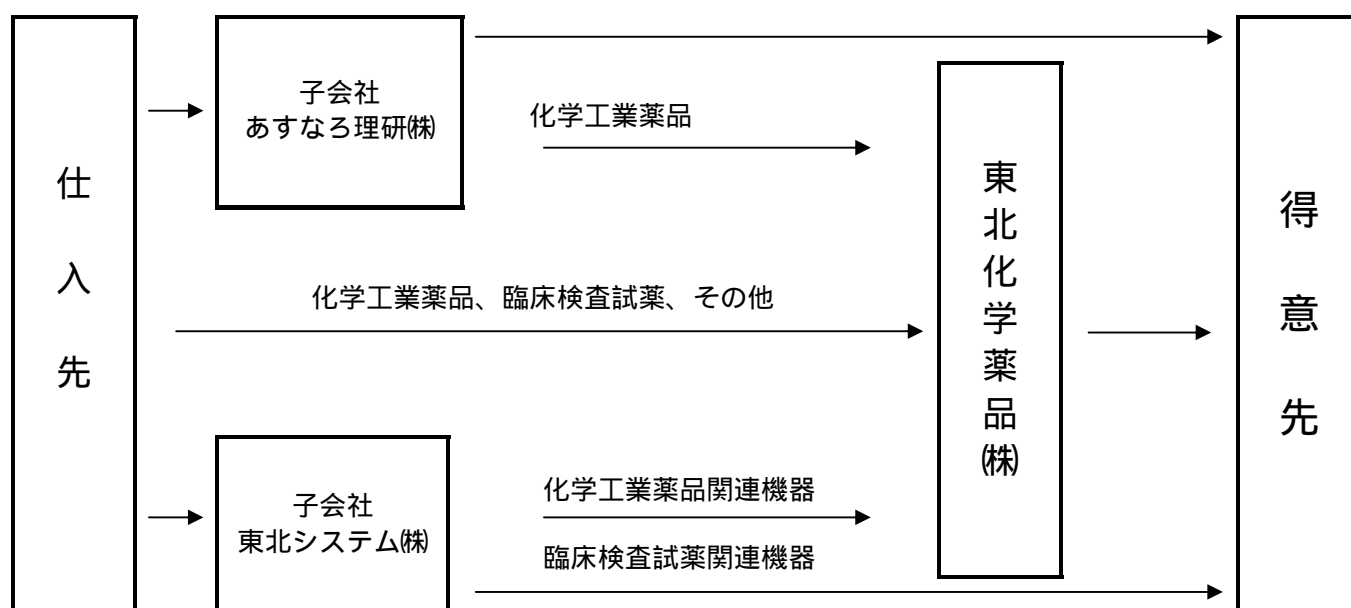 仕入先
子会社
あすなろ理研㈱
化学工業薬品
化学工業薬品、臨床検査試薬、その他
子会社
東北システム㈱
化学工業薬品関連機器
臨床検査試薬関連機器
東北化学薬品㈱
得意先